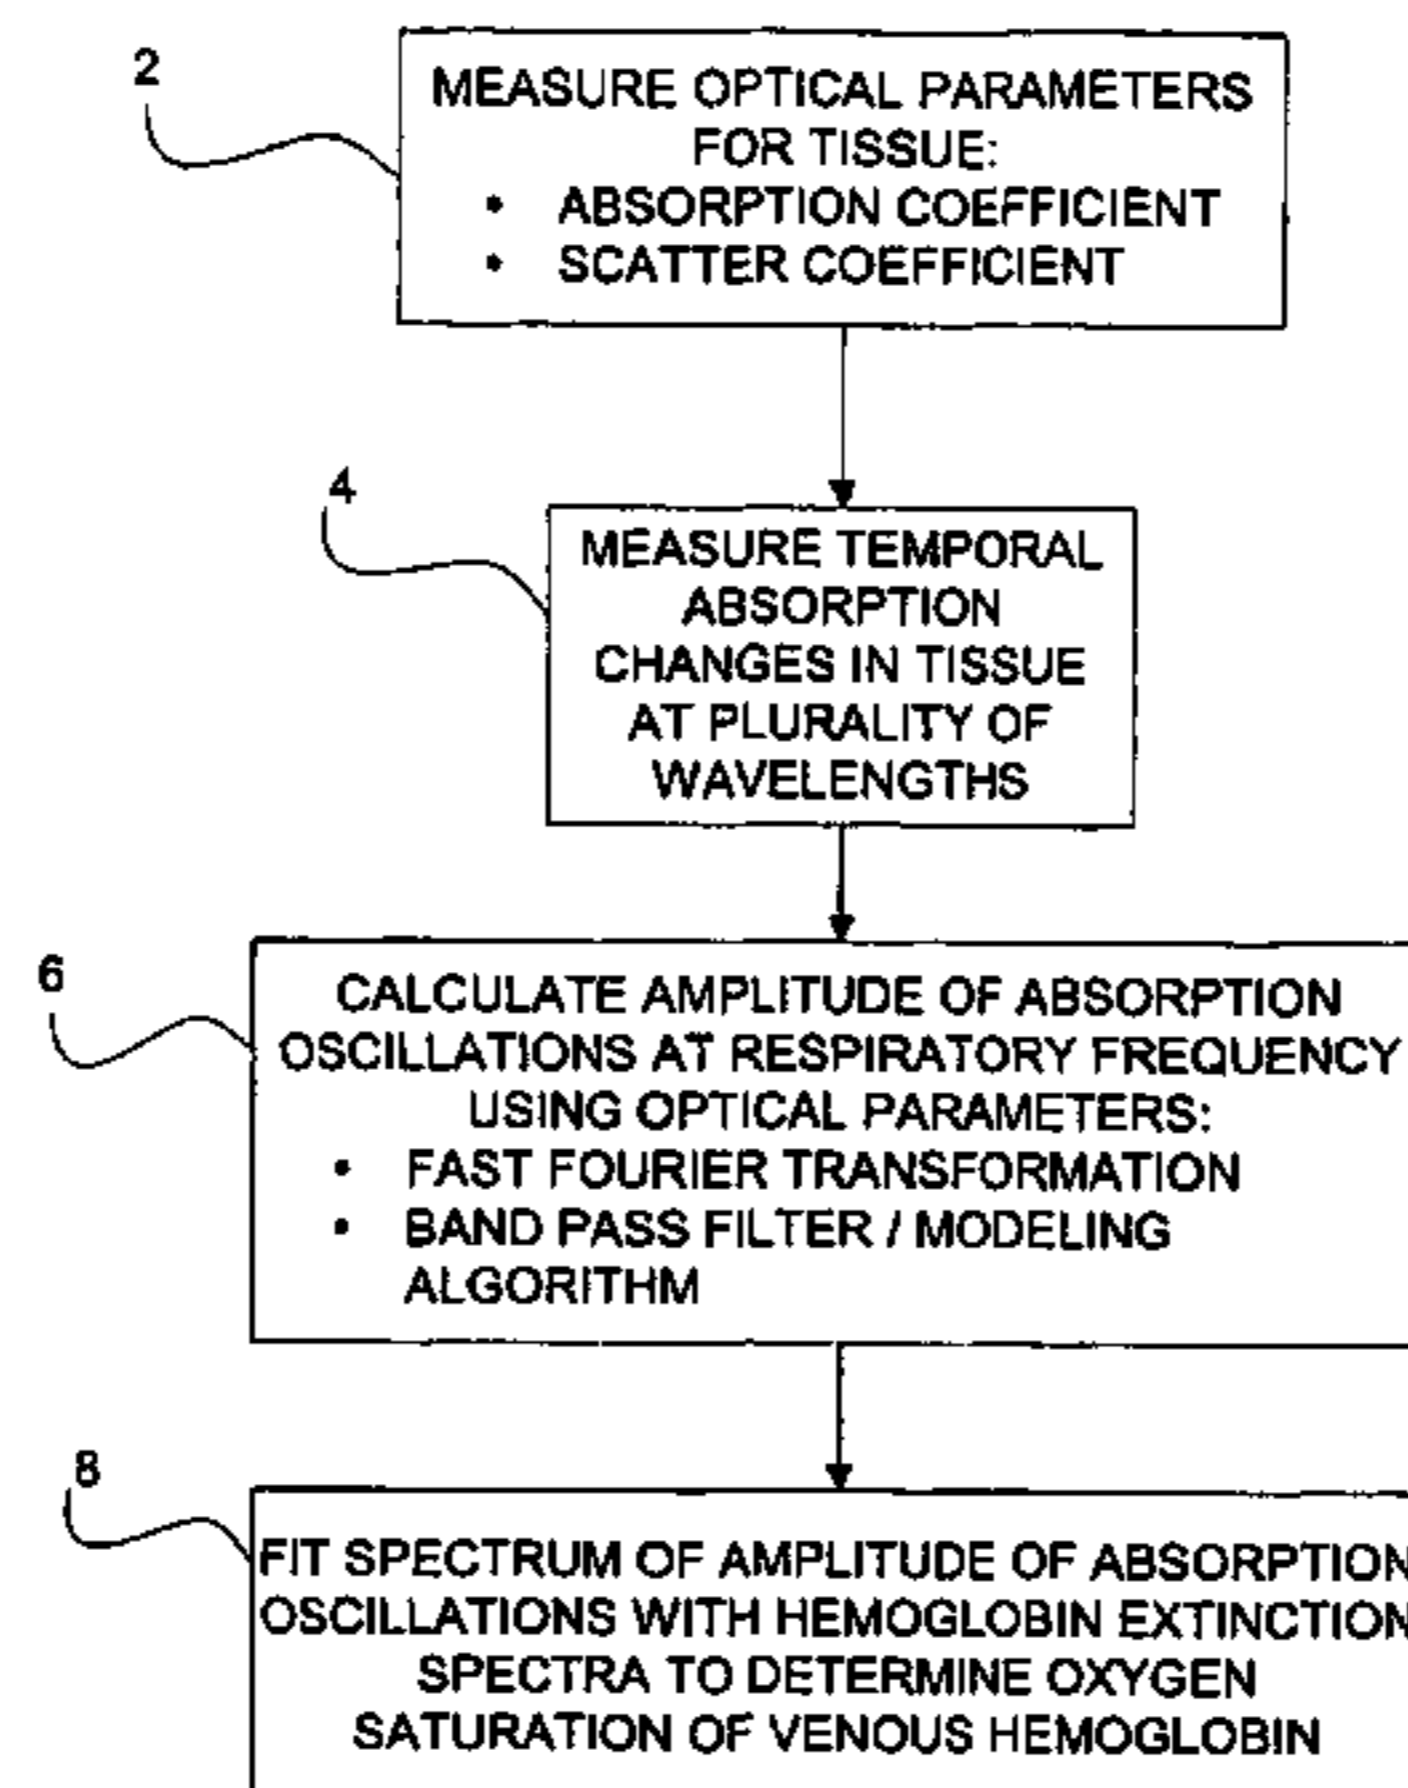 2
MEASURE OPTICAL PARAMETERS
FOR TISSUE:
• ABSORPTION COEFFICIENT
• SCATTER COEFFICIENT
4
MEASURE TEMPORAL
ABSORPTION
CHANGES IN TISSUE
AT PLURALITY OF
WAVELENGTHS
6
CALCULATE AMPLITUDE OF ABSORPTION
OSCILLATIONS AT RESPIRATORY FREQUENCY
USING OPTICAL PARAMETERS:
• FAST FOURIER TRANSFORMATION
• BAND PASS FILTER / MODELING
ALGORITHM
8
FIT SPECTRUM OF AMPLITUDE OF ABSORPTION
OSCILLATIONS WITH HEMOGLOBIN EXTINCTION
SPECTRA TO DETERMINE OXYGEN
SATURATION OF VENOUS HEMOGLOBIN